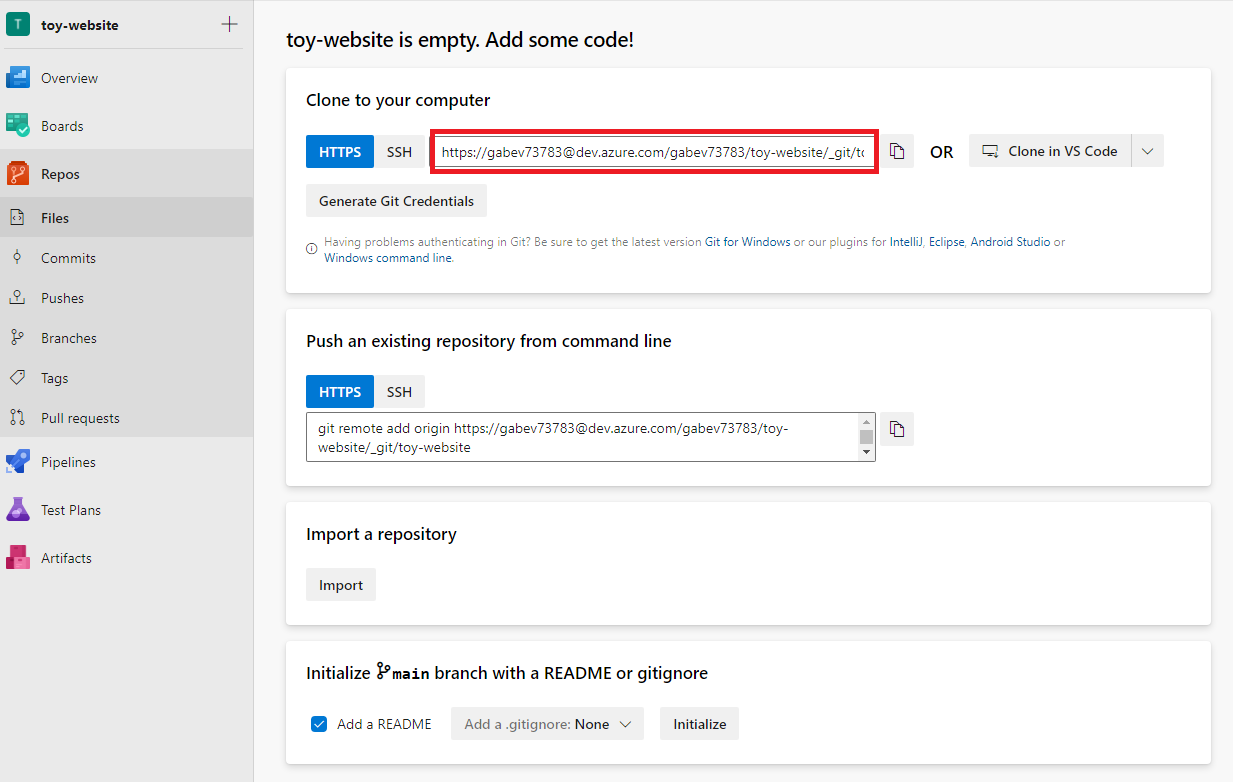 T toy-website
Overview
Boards
Repos
Files
Commits
Pushes
Branches
Tags
Pull requests
Pipelines
Test Plans
Artifacts
toy-website is empty. Add some code!
Clone to your computer
HTTPS SSH https://gabev73783@dev.azure.com/gabev73783/toy-website/_git/to OR Clone in VS Code
Generate Git Credentials
Having problems authenticating in Git? Be sure to get the latest version Git for Windows or our plugins for IntelliJ, Eclipse, Android Studio or
Windows command line.
Push an existing repository from command line
HTTPS SSH
git remote add origin https://gabev73783@dev.azure.com/gabev73783/toy-
website/_git/toy-website
Import a repository
Import
Initialize main branch with a README or gitignore
Add a README Add a .gitignore: None Initialize